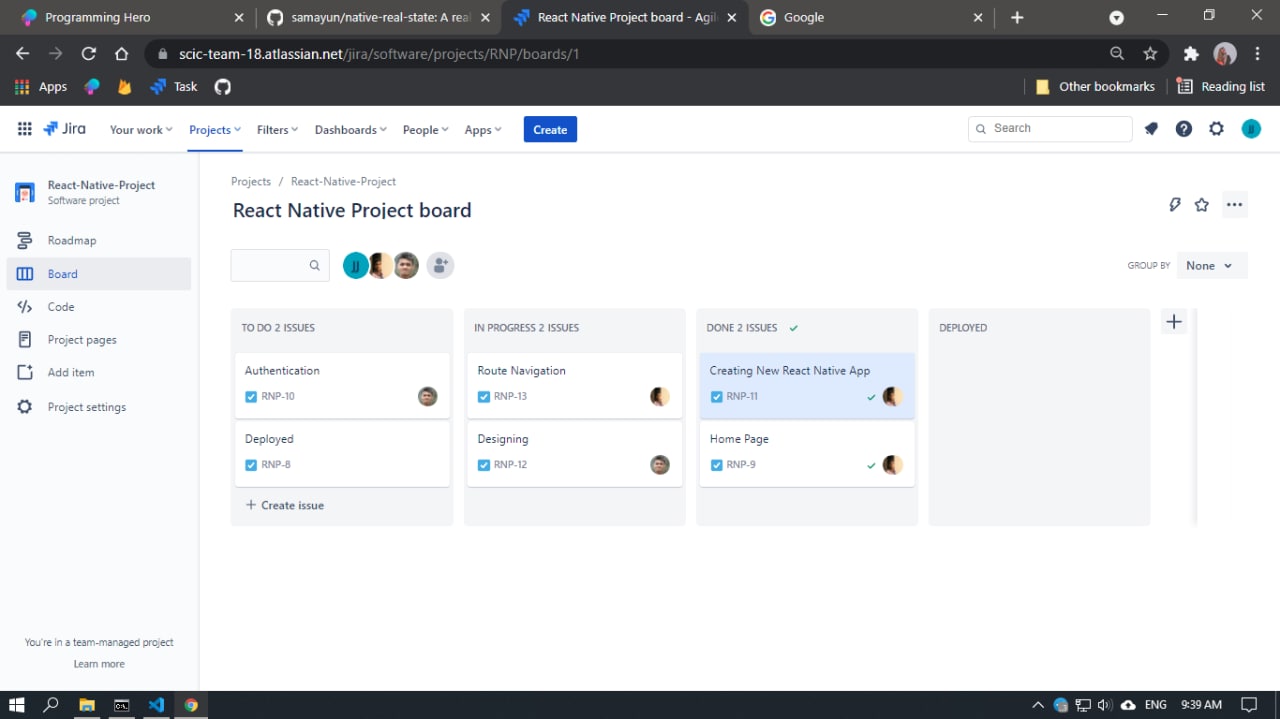 Programming Hero
samayun/native-real-state: A real
React Native Project board - Agil
Google
scic-team-18.atlassian.net/jira/software/projects/RNP/boards/1
Apps
Task
Other bookmarks
Reading list
Jira
Your work
Projects
Filters
Dashboards
People
Apps
Create
Search
JJ
React-Native-Project
Software project
Roadmap
Board
Code
Project pages
Add item
Project settings
You're in a team-managed project
Learn more
Projects / React-Native-Project
React Native Project board
JJ
GROUP BY None
TO DO 2 ISSUES
Authentication
RNP-10
Deployed
RNP-8
+ Create issue
IN PROGRESS 2 ISSUES
Route Navigation
RNP-13
Designing
RNP-12
DONE 2 ISSUES
Creating New React Native App
RNP-11
Home Page
RNP-9
DEPLOYED
ENG
9:39 AM